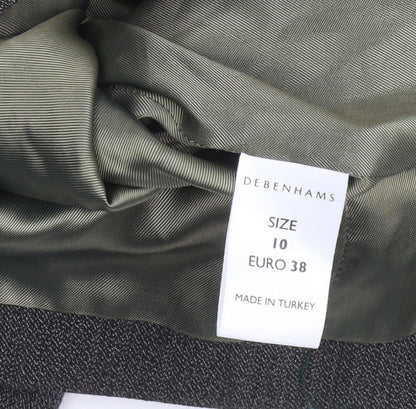 DEBENHAMS
SIZE
10
EURO 38
MADE IN TURKEY